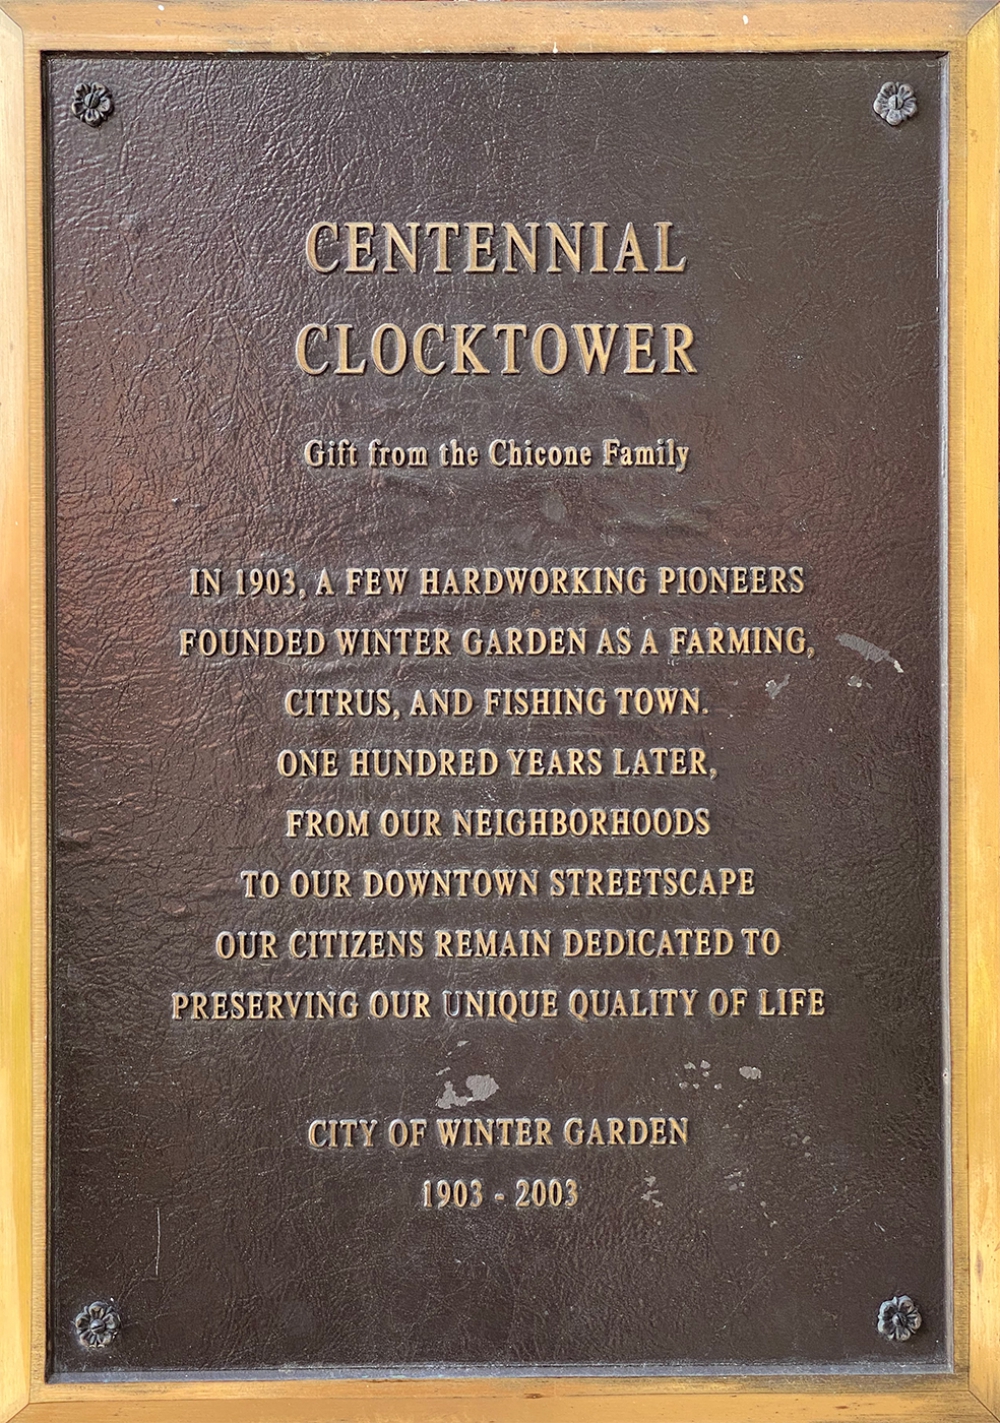 CENTENNIAL
CLOCKTOWER
Gift from the Chicone Family
IN 1903, A FEW HARDWORKING PIONEERS
FOUNDED WINTER GARDEN AS A FARMING,
CITRUS, AND FISHING TOWN.
ONE HUNDRED YEARS LATER,
FROM OUR NEIGHBORHOODS
TO OUR DOWNTOWN STREETSCAPE
OUR CITIZENS REMAIN DEDICATED TO
PRESERVING OUR UNIQUE QUALITY OF LIFE
CITY OF WINTER GARDEN
1903 - 2003